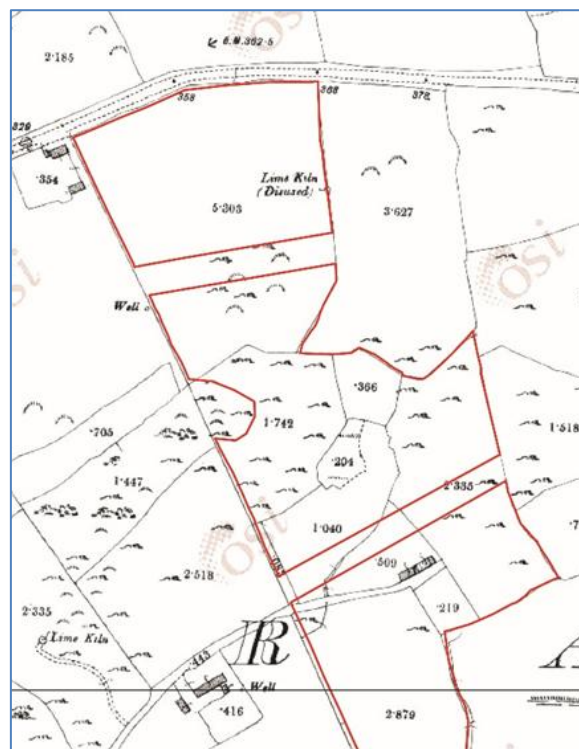 2·185
B.M.362·5
osi
358
368
378
329
·354
Lime Kiln
(Disused)
5·303
3·627
osi
osi
Well
·366
1·742
·705
1·518
·204
1·447
2·335
osi
1·040
2·518
·509
·219
2·335
Lime Kiln
R
A
·443
Well
·416
2·879